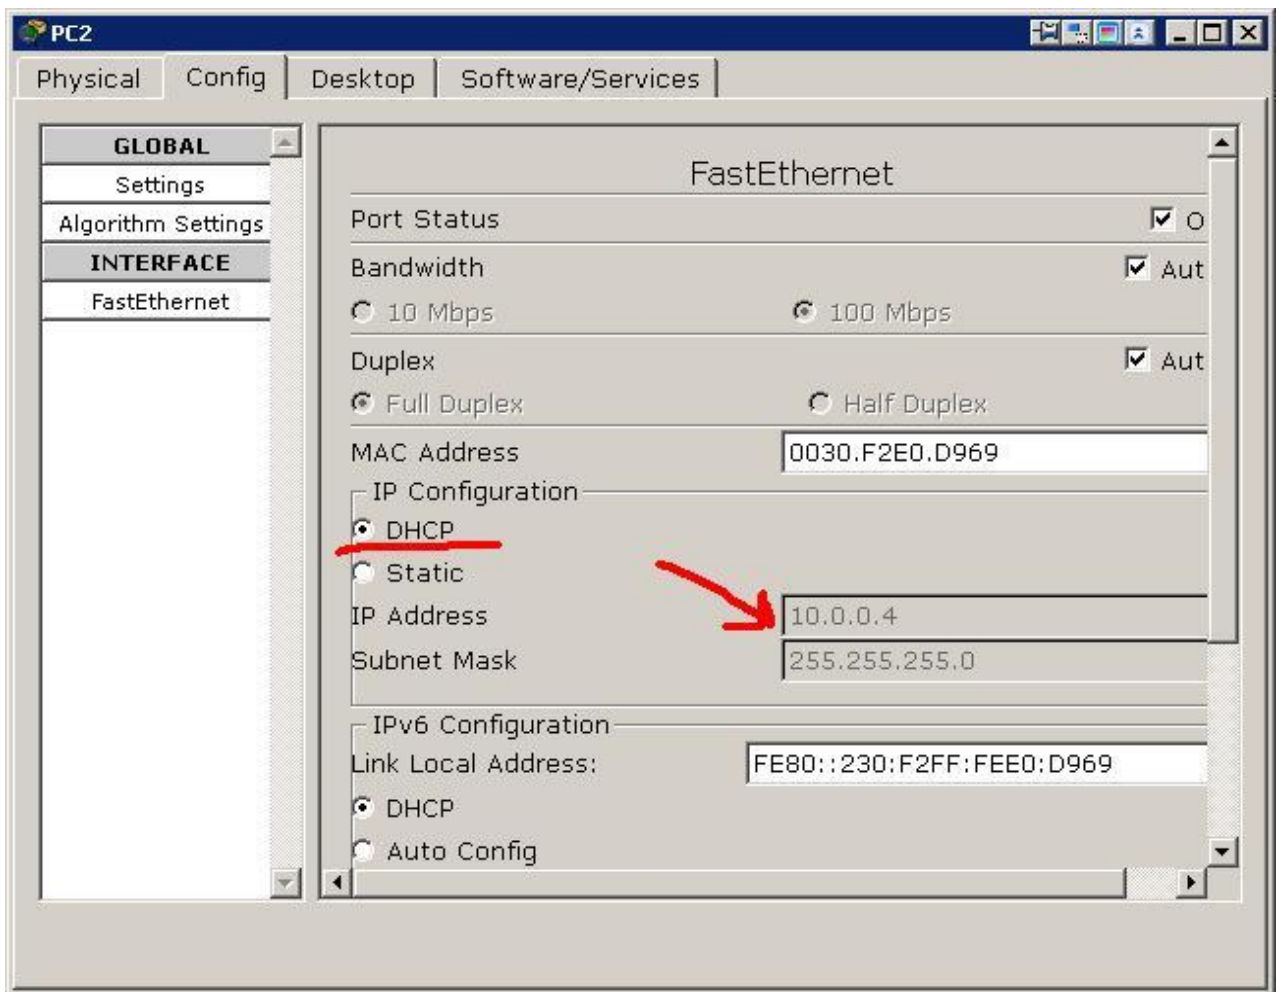 PC2
Physical Config Desktop Software/Services
GLOBAL
Settings
Algorithm Settings
INTERFACE
FastEthernet
FastEthernet
Port Status O
Bandwidth Aut
10 Mbps 100 Mbps
Duplex Aut
Full Duplex Half Duplex
MAC Address 0030.F2E0.D969
IP Configuration
DHCP
Static
IP Address 10.0.0.4
Subnet Mask 255.255.255.0
IPv6 Configuration
Link Local Address: FE80::230:F2FF:FEE0:D969
DHCP
Auto Config